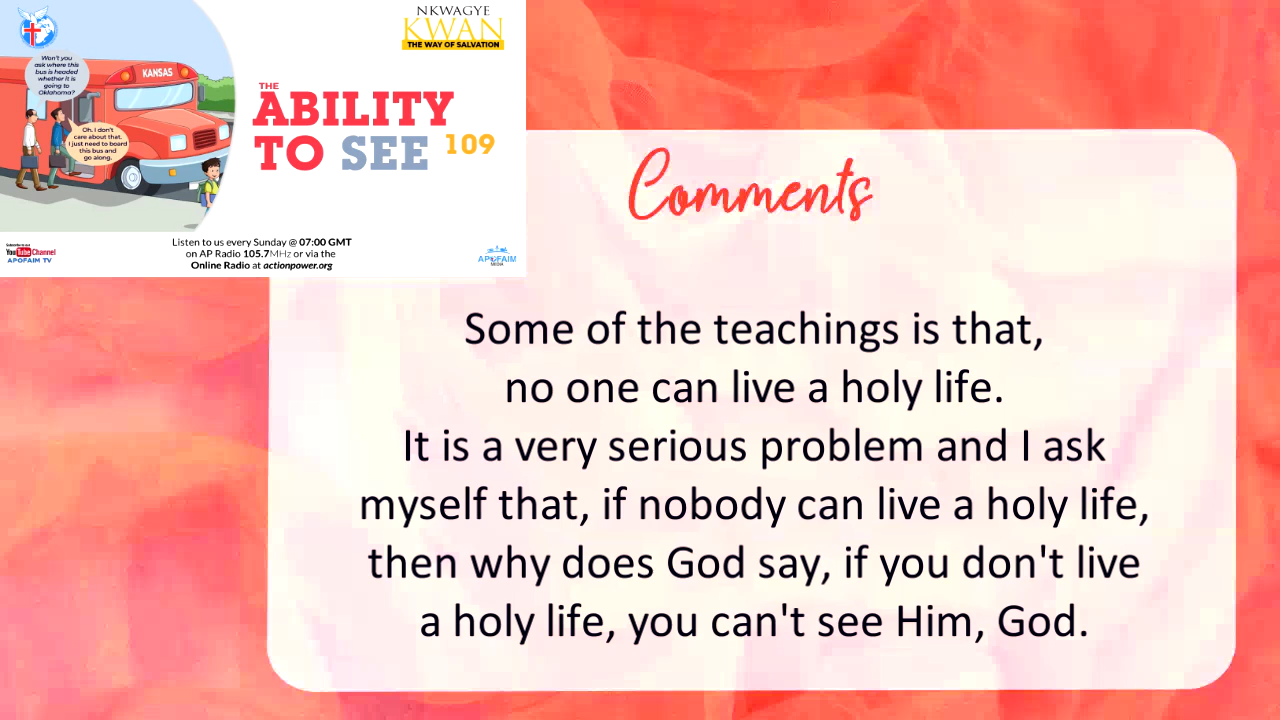 NKWAGYE
KWAN
THE WAY OF SALVATION
Won't you
ask where this
bus is headed
whether it is
going to
Oklahoma?
KANSAS
Oh, I don't
care about that.
I just need to board
this bus and
go along.
THE
ABILITY
TO SEE 109
Listen to us every Sunday @ 07:00 GMT
on AP Radio 105.7MHz or via the
Online Radio at actionpower.org
YouTube Channel
APOFAIM TV
APOFAIM
MEDIA
Comments
Some of the teachings is that,
no one can live a holy life.
It is a very serious problem and I ask
myself that, if nobody can live a holy life,
then why does God say, if you don't live
a holy life, you can't see Him, God.